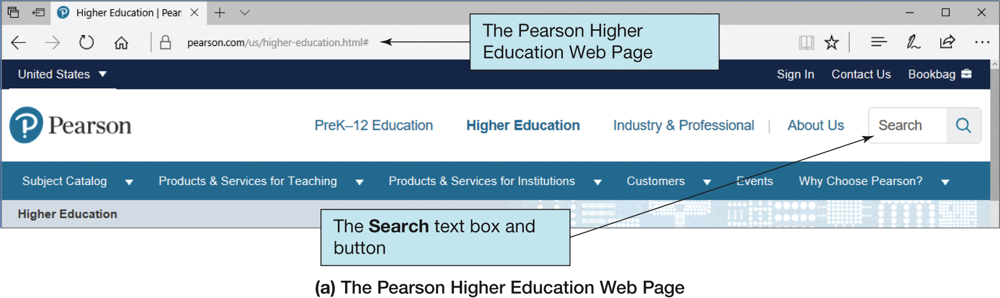 Higher Education | Pear
pearson.com/us/higher-education.html#
The Pearson Higher
Education Web Page
United States
Sign In Contact Us Bookbag
Pearson
PreK–12 Education Higher Education Industry & Professional | About Us Search
Subject Catalog Products & Services for Teaching Products & Services for Institutions Customers Events Why Choose Pearson?
Higher Education
The Search text box and
button
(a) The Pearson Higher Education Web Page